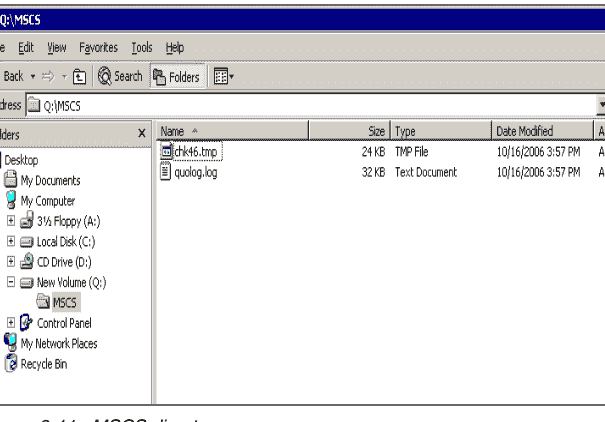 Q:\MSCS
e Edit View Favorites Tools Help
Back Search Folders
dress Q:\MSCS
ders X
Name Size Type Date Modified A
chk46.tmp 24 KB TMP File 10/16/2006 3:57 PM A
quolog.log 32 KB Text Document 10/16/2006 3:57 PM A
Desktop
My Documents
My Computer
3½ Floppy (A:)
Local Disk (C:)
CD Drive (D:)
New Volume (Q:)
MSCS
Control Panel
My Network Places
Recycle Bin